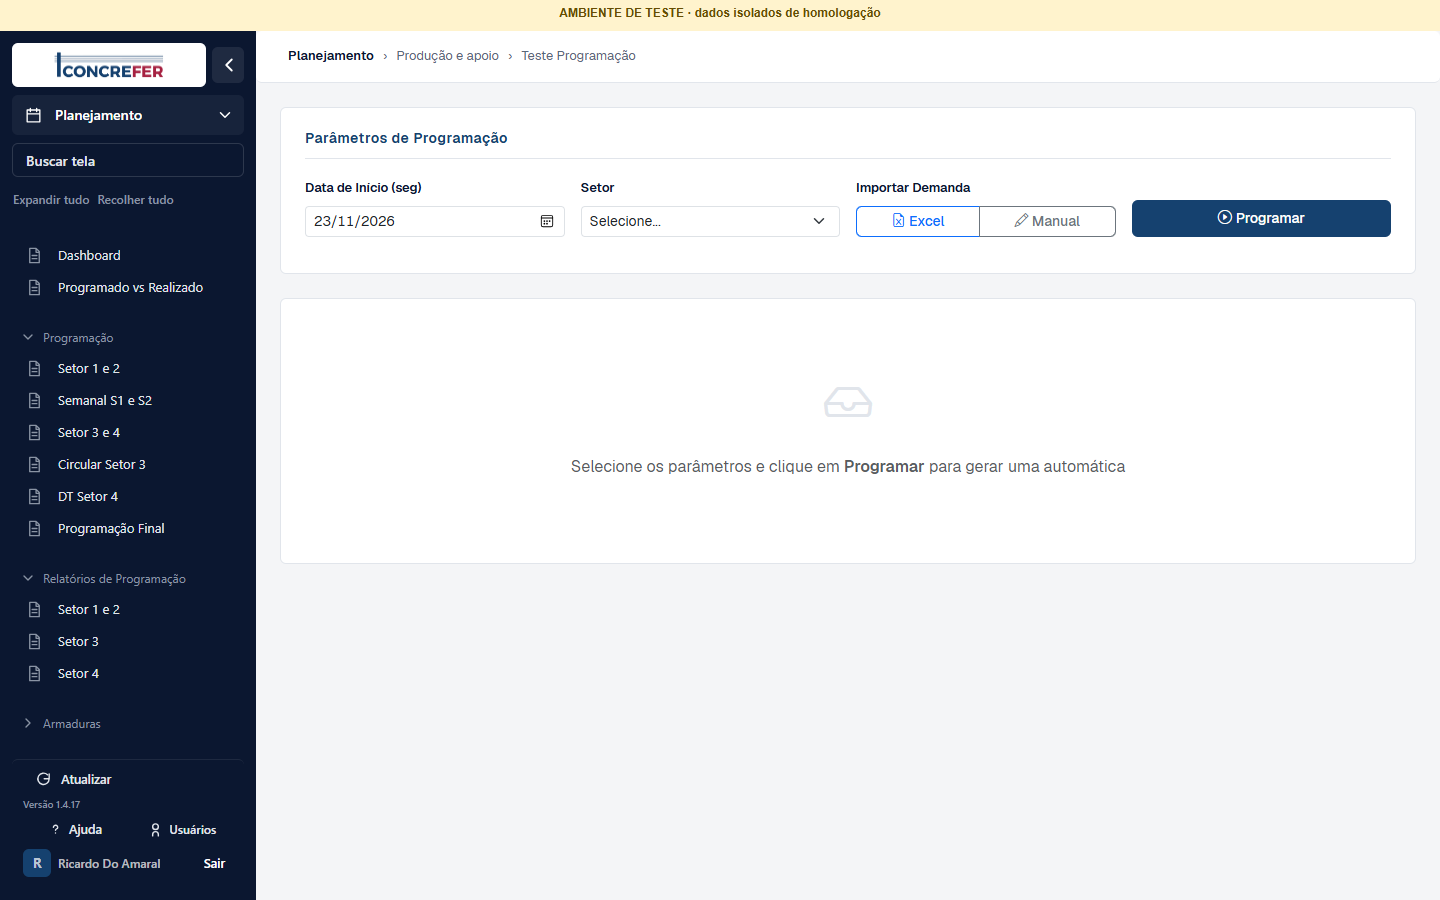 AMBIENTE DE TESTE · dados isolados de homologação
CONCREFER
Planejamento
Buscar tela
Expandir tudo Recolher tudo
Dashboard
Programado vs Realizado
Programação
Setor 1 e 2
Semanal S1 e S2
Setor 3 e 4
Circular Setor 3
DT Setor 4
Programação Final
Relatórios de Programação
Setor 1 e 2
Setor 3
Setor 4
Armaduras
Atualizar
Versão 1.4.17
? Ajuda Usuários
R Ricardo Do Amaral Sair
Planejamento › Produção e apoio › Teste Programação
Parâmetros de Programação
Data de Início (seg) Setor Importar Demanda
23/11/2026 Selecione... Excel Manual Programar
Selecione os parâmetros e clique em Programar para gerar uma automática